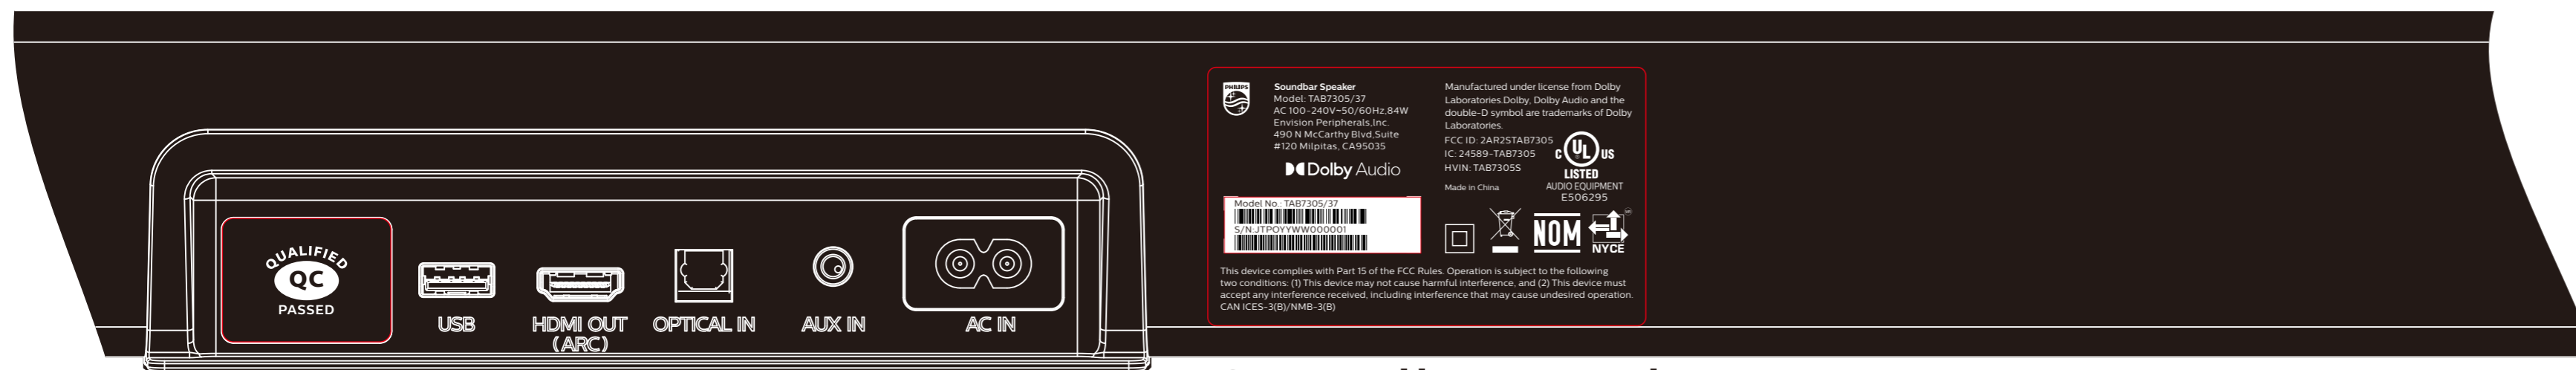 QUALIFIED
QC
PASSED
USB
HDMI OUT
(ARC)
OPTICAL IN
AUX IN
AC IN
PHILIPS
Soundbar Speaker
Model: TAB7305/37
AC 100-240V~50/60Hz,84W
Envision Peripherals,Inc.
490 N McCarthy Blvd,Suite
#120 Milpitas, CA95035
Dolby Audio
Model No.: TAB7305/37
S/N:JTPOYYWW000001
Manufactured under license from Dolby
Laboratories.Dolby, Dolby Audio and the
double-D symbol are trademarks of Dolby
Laboratories.
FCC ID: 2AR2STAB7305
IC: 24589-TAB7305
HVIN: TAB7305S
Made in China
C UL US
LISTED
AUDIO EQUIPMENT
E506295
NOM
NYCE
This device complies with Part 15 of the FCC Rules. Operation is subject to the following
two conditions: (1) This device may not cause harmful interference, and (2) This device must
accept any interference received, including interference that may cause undesired operation.
CAN ICES-3(B)/NMB-3(B)